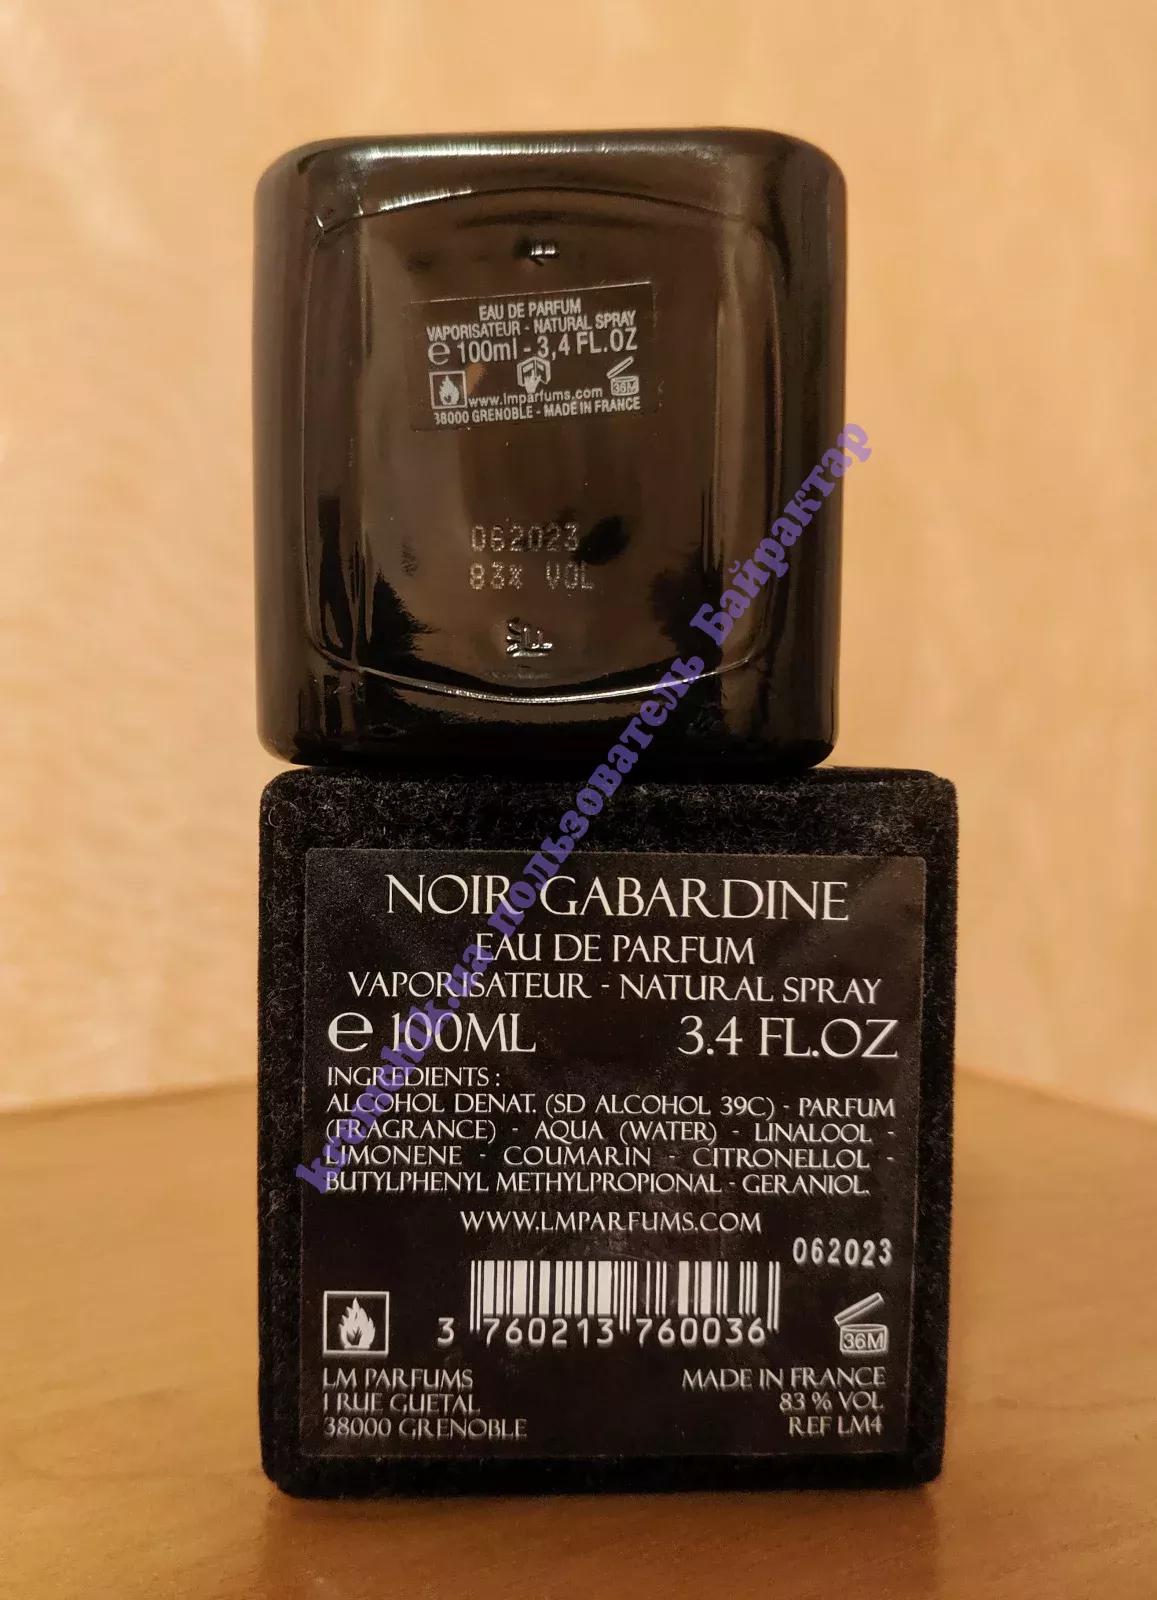 EAU DE PARFUM
VAPORISATEUR - NATURAL SPRAY
℮ 100ml - 3,4 FL.OZ
36M
www.lmparfums.com
38000 GRENOBLE - MADE IN FRANCE
062023
83% VOL
NOIR GABARDINE
EAU DE PARFUM
VAPORISATEUR - NATURAL SPRAY
℮ 100ML 3.4 FL.OZ
INGREDIENTS :
ALCOHOL DENAT. (SD ALCOHOL 39C) - PARFUM
(FRAGRANCE) - AQUA (WATER) - LINALOOL -
LIMONENE - COUMARIN - CITRONELLOL -
BUTYLPHENYL METHYLPROPIONAL - GERANIOL.
WWW.LMPARFUMS.COM
062023
3 760213 760036
36M
LM PARFUMS
1 RUE GUETAL
38000 GRENOBLE
MADE IN FRANCE
83 % VOL
REF LM4
kremchik.ua пользователь Байрактар